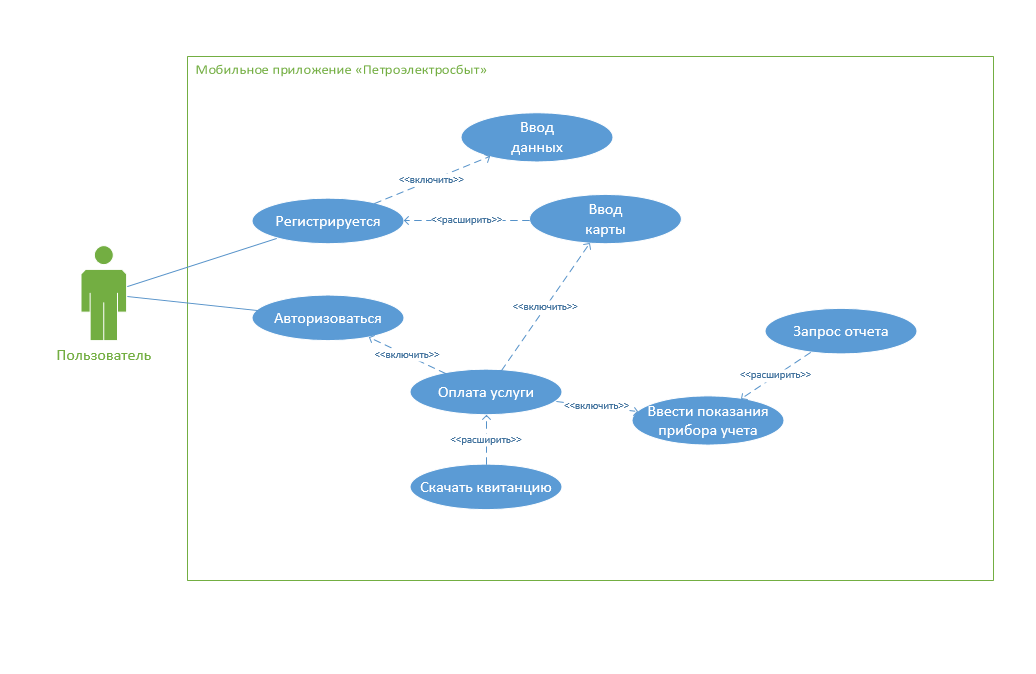 Мобильное приложение «Петроэлектросбыт»
Ввод
данных
<<включить>>
Регистрируется
<<расширить>>
Ввод
карты
<<включить>>
Авторизоваться
Запрос отчета
Пользователь
<<включить>>
<<расширить>>
Оплата услуги
<<включить>>
Ввести показания
прибора учета
<<расширить>>
Скачать квитанцию